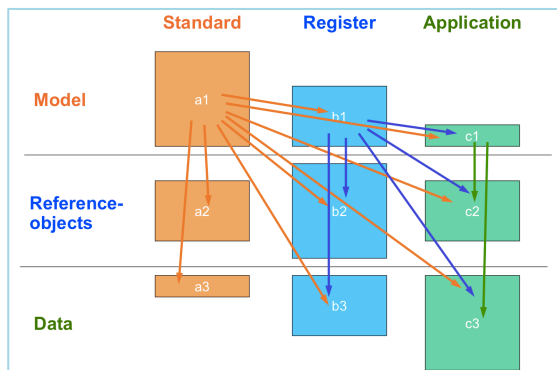 Standard Register Application
Model a1 b1 c1
Reference-
objects a2 b2 c2
a3 b3 c3
Data